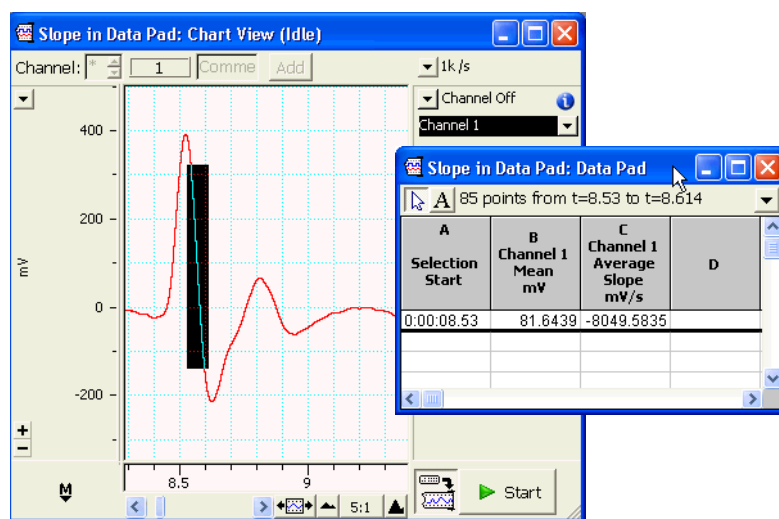 Slope in Data Pad: Chart View (Idle)
Channel: * 1 Comme Add 1k/s
Channel Off
Channel 1
400
200
0
-200
mV
8.5 9
M
5:1
Start
Slope in Data Pad: Data Pad
A 85 points from t=8.53 to t=8.614
A
Selection
Start
B
Channel 1
Mean
mV
C
Channel 1
Average
Slope
mV/s
D
0:00:08.53 81.6439 -8049.5835